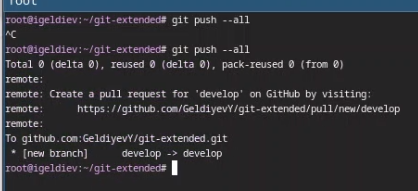 root
root@igeldiev:~/git-extended# git push --all
^C
root@igeldiev:~/git-extended# git push --all
Total 0 (delta 0), reused 0 (delta 0), pack-reused 0 (from 0)
remote:
remote: Create a pull request for 'develop' on GitHub by visiting:
remote:      https://github.com/GeldiyevY/git-extended/pull/new/develop
remote:
To github.com:GeldiyevY/git-extended.git
 * [new branch]      develop -> develop
root@igeldiev:~/git-extended#